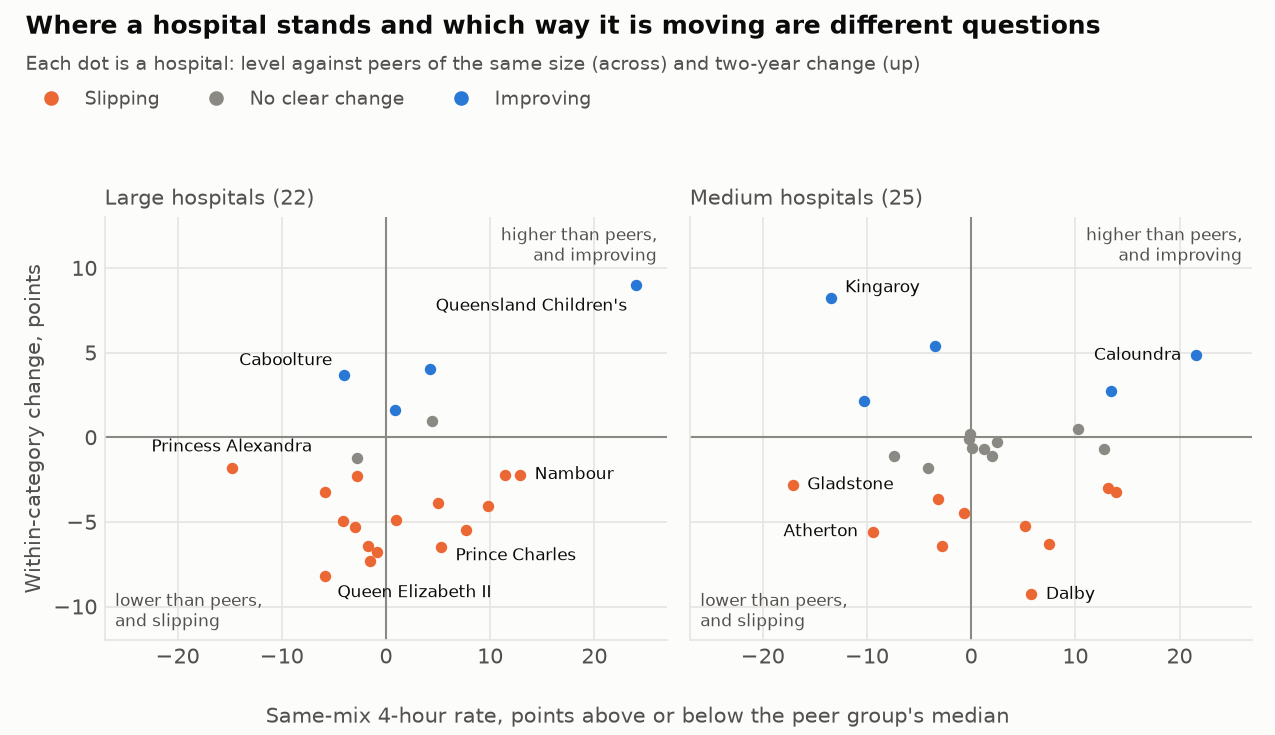 Where a hospital stands and which way it is moving are different questions
Each dot is a hospital: level against peers of the same size (across) and two-year change (up)
Slipping
No clear change
Improving
Large hospitals (22)
Medium hospitals (25)
higher than peers,
and improving
higher than peers,
and improving
Queensland Children's
Caboolture
Princess Alexandra
Nambour
Prince Charles
Queen Elizabeth II
lower than peers,
and slipping
Kingaroy
Caloundra
Gladstone
Atherton
Dalby
lower than peers,
and slipping
10
5
0
−5
−10
Within-category change, points
−20
−10
0
10
20
−20
−10
0
10
20
Same-mix 4-hour rate, points above or below the peer group's median